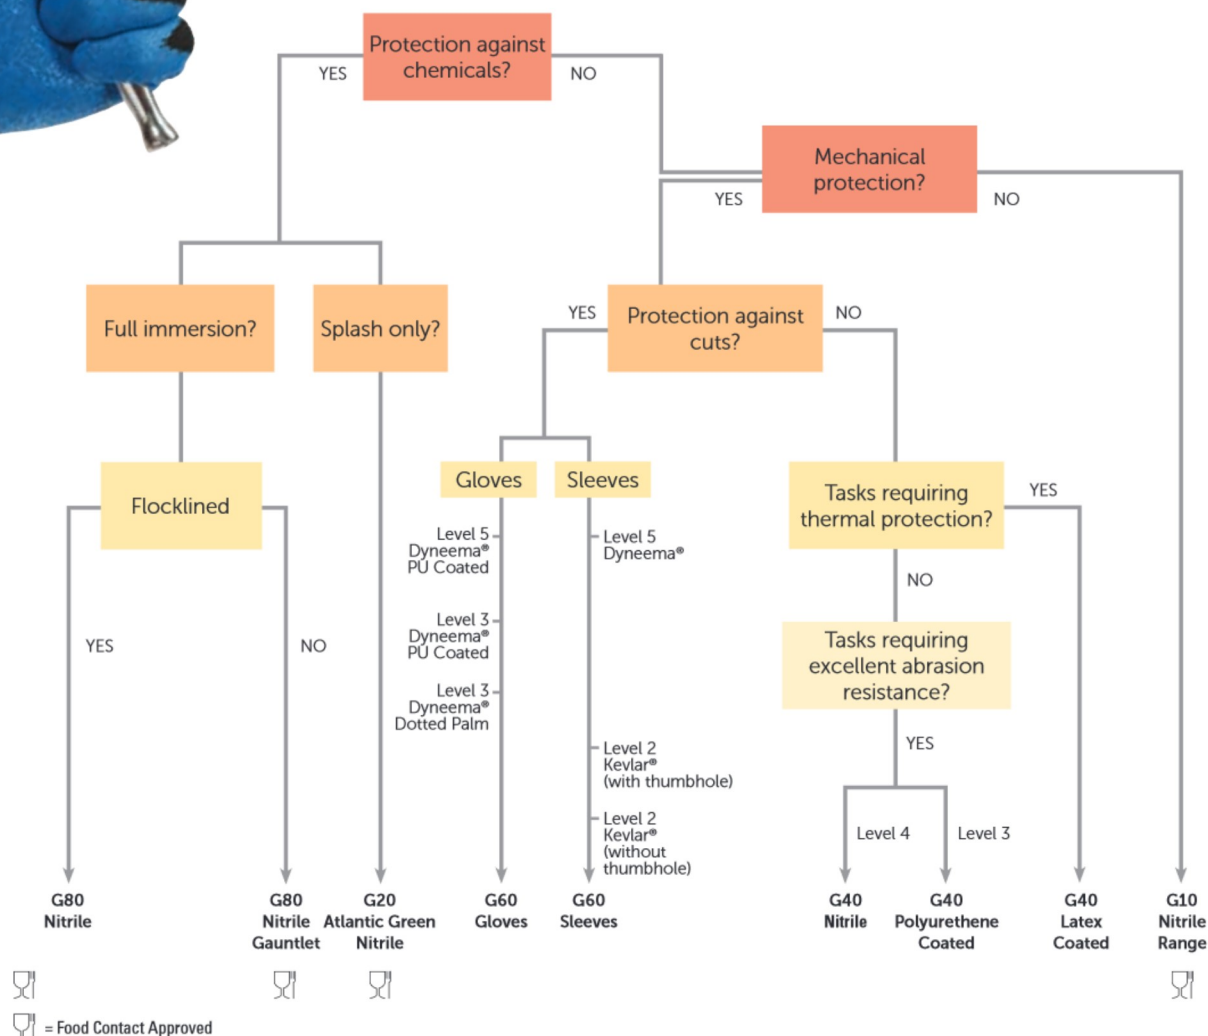 Protection against
chemicals?
YES
NO
Mechanical
protection?
YES
NO
Full immersion?
Splash only?
YES
Protection against
cuts?
NO
Flocklined
YES
NO
Gloves
Sleeves
Level 5
Dyneema®
PU Coated
Level 3
Dyneema®
PU Coated
Level 3
Dyneema®
Dotted Palm
Level 5
Dyneema®
Level 2
Kevlar®
(with thumbhole)
Level 2
Kevlar®
(without
thumbhole)
Tasks requiring
thermal protection?
YES
NO
Tasks requiring
excellent abrasion
resistance?
YES
Level 4
Level 3
G80
Nitrile
G80
Nitrile
Gauntlet
G20
Atlantic Green
Nitrile
G60
Gloves
G60
Sleeves
G40
Nitrile
G40
Polyurethene
Coated
G40
Latex
Coated
G10
Nitrile
Range
= Food Contact Approved